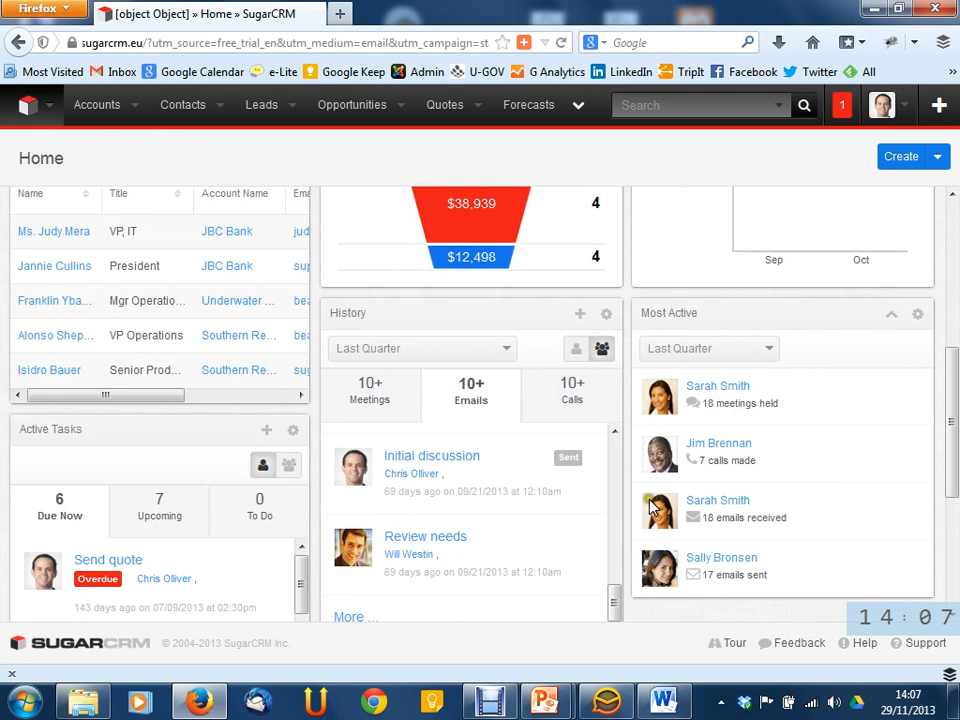 Firefox
[object Object] » Home » SugarCRM
sugarcrm.eu/?utm_source=free_trial_en&utm_medium=email&utm_campaign=st
Google
Most Visited Inbox Google Calendar e-Lite Google Keep Admin U-GOV G Analytics LinkedIn TripIt Facebook Twitter All »
Accounts Contacts Leads Opportunities Quotes Forecasts Search 1
Home
Create
Name Title Account Name Ema
Ms. Judy Mera VP, IT JBC Bank jud
Jannie Cullins President JBC Bank sup
Franklin Yba... Mgr Operatio... Underwater ... bea
Alonso Shep... VP Operations Southern Re... bea
Isidro Bauer Senior Prod... Southern Re... sug
Active Tasks
6 7 0
Due Now Upcoming To Do
Send quote
Overdue Chris Olliver ,
143 days ago on 07/09/2013 at 02:30pm
$38,939 4
$12,498 4
History
Last Quarter
10+ 10+ 10+
Meetings Emails Calls
Initial discussion Sent
Chris Olliver ,
69 days ago on 09/21/2013 at 12:10am
Review needs
Will Westin ,
69 days ago on 09/21/2013 at 12:10am
More ...
Sep Oct
Most Active
Last Quarter
Sarah Smith
18 meetings held
Jim Brennan
7 calls made
Sarah Smith
18 emails received
Sally Bronsen
17 emails sent
14:07
SUGARCRM © 2004-2013 SugarCRM Inc. Tour Feedback Help Support
14:07
29/11/2013